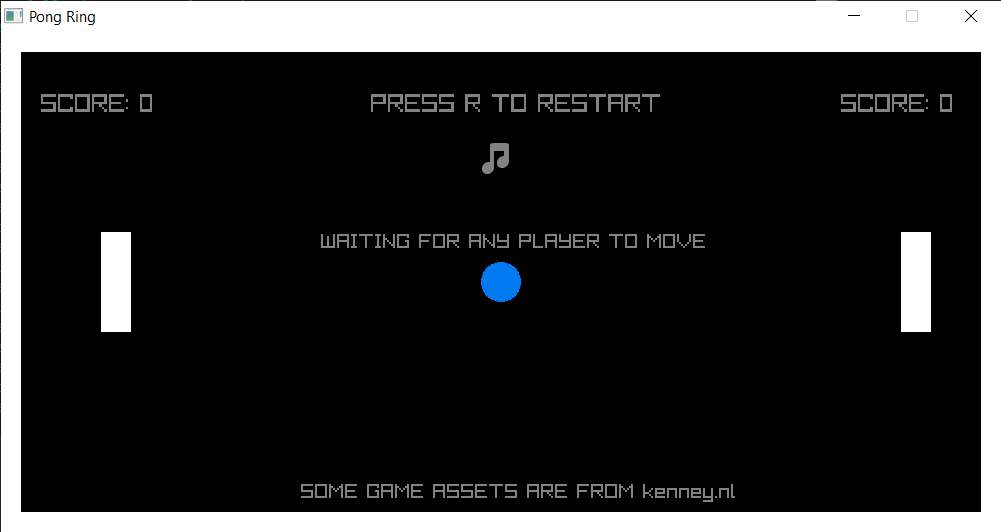 Pong Ring
SCORE: 0 PRESS R TO RESTART SCORE: 0
WAITING FOR ANY PLAYER TO MOVE
SOME GAME ASSETS ARE FROM kenney.nl